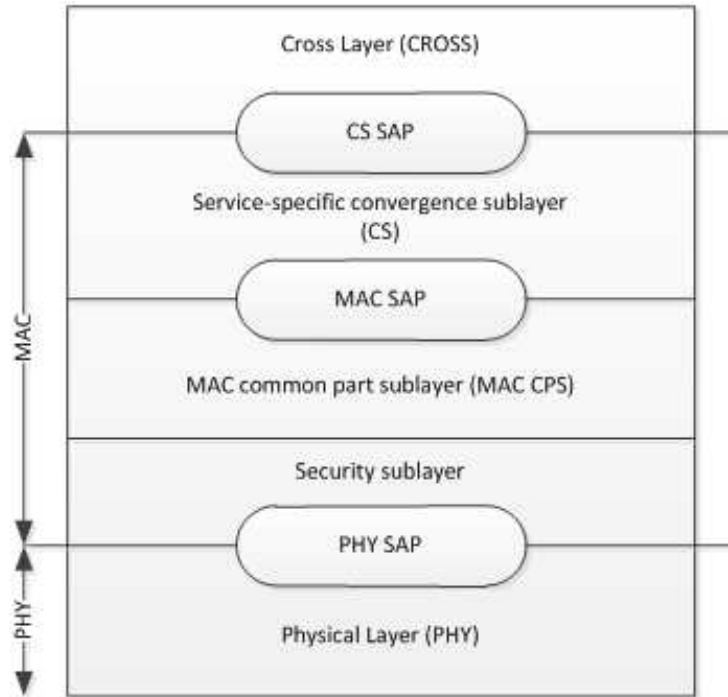 Cross Layer (CROSS)
CS SAP
Service-specific convergence sublayer
(CS)
MAC SAP
MAC
MAC common part sublayer (MAC CPS)
Security sublayer
PHY SAP
PHY
Physical Layer (PHY)